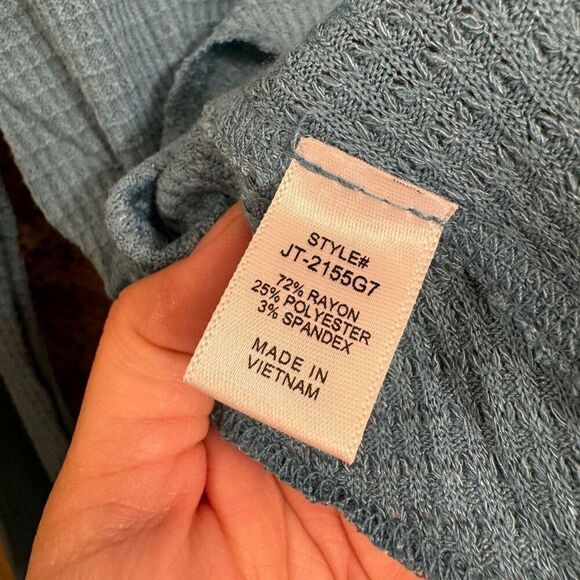 STYLE#
JT-2155G7
72% RAYON
25% POLYESTER
3% SPANDEX
MADE IN
VIETNAM